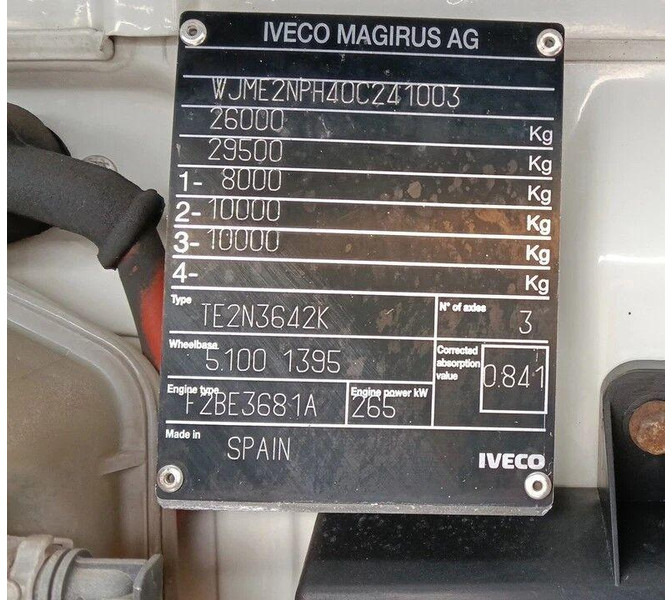 IVECO MAGIRUS AG
WJME2NPH40C241003
26000 Kg
29500 Kg
1- 8000 Kg
2- 10000 Kg
3- 10000 Kg
4- Kg
Type TE2N3642K N° of axles 3
Wheelbase 5.100 1395 Corrected absorption value 0.841
Engine type F2BE3681A Engine power kW 265
Made in SPAIN
IVECO